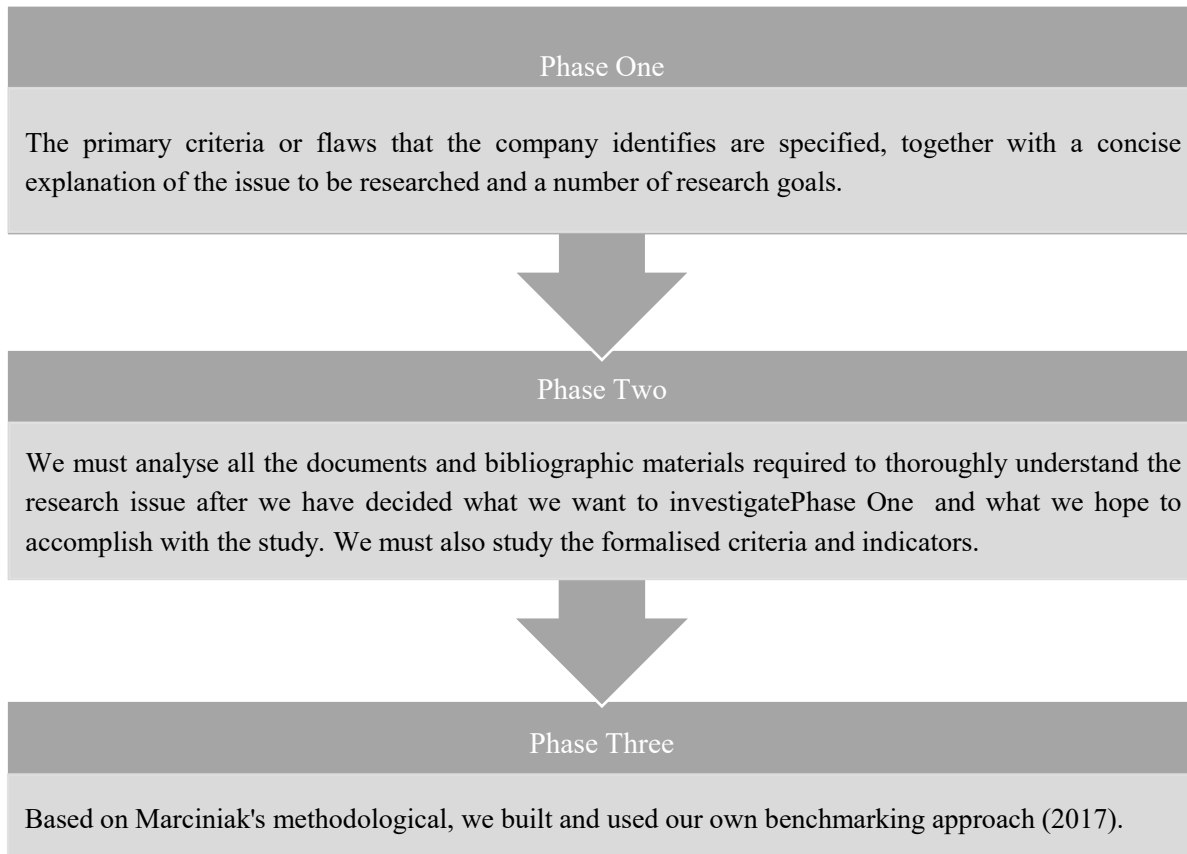 Phase One
The primary criteria or flaws that the company identifies are specified, together with a concise
explanation of the issue to be researched and a number of research goals.
Phase Two
We must analyse all the documents and bibliographic materials required to thoroughly understand the
research issue after we have decided what we want to investigatePhase One and what we hope to
accomplish with the study. We must also study the formalised criteria and indicators.
Phase Three
Based on Marciniak's methodological, we built and used our own benchmarking approach (2017).